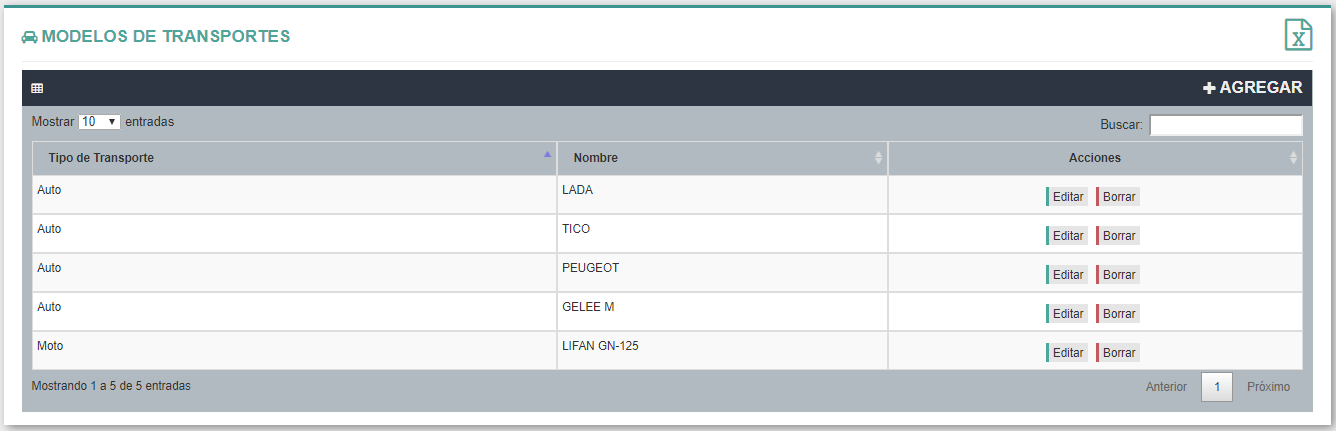 MODELOS DE TRANSPORTES
AGREGAR
Mostrar 10 entradas Buscar:
Tipo de Transporte Nombre Acciones
Auto LADA Editar Borrar
Auto TICO Editar Borrar
Auto PEUGEOT Editar Borrar
Auto GELEE M Editar Borrar
Moto LIFAN GN-125 Editar Borrar
Mostrando 1 a 5 de 5 entradas Anterior 1 Próximo